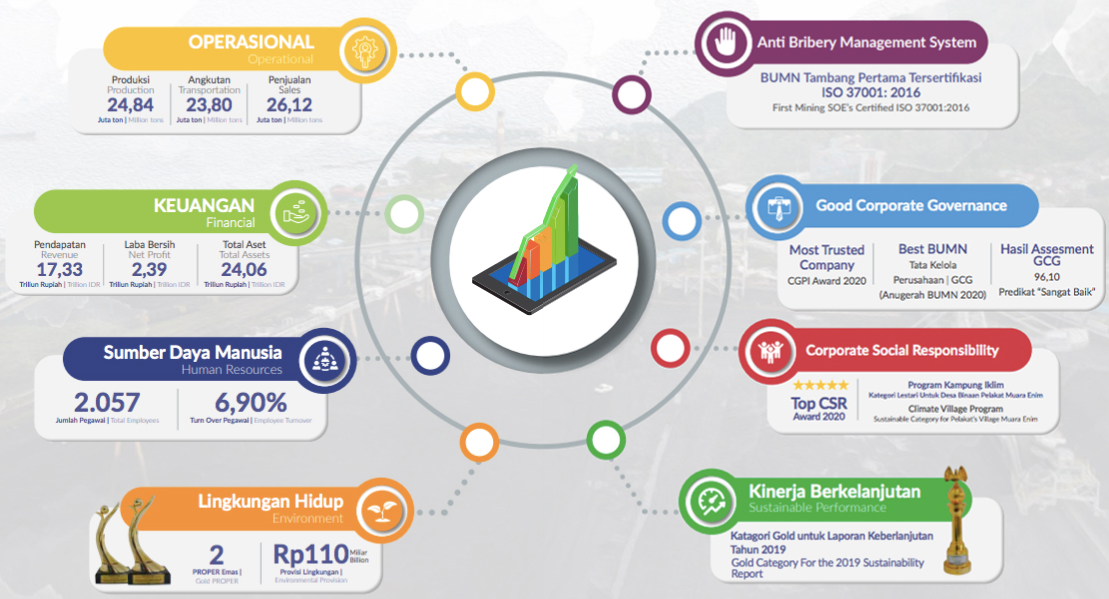 OPERASIONAL
Operational
Produksi
Production
24,84
Juta ton | Million tons
Angkutan
Transportation
23,80
Juta ton | Million tons
Penjualan
Sales
26,12
Juta ton | Million tons
KEUANGAN
Financial
Pendapatan
Revenue
17,33
Triliun Rupiah | Trillion IDR
Laba Bersih
Net Profit
2,39
Triliun Rupiah | Trillion IDR
Total Aset
Total Assets
24,06
Triliun Rupiah | Trillion IDR
Sumber Daya Manusia
Human Resources
2.057
Jumlah Pegawai | Total Employees
6,90%
Turn Over Pegawai | Employee Turnover
Lingkungan Hidup
Environment
2
PROPER Emas |
Gold PROPER
Rp110 Miliar
Billion
Provisi Lingkungan |
Environmental Provision
Anti Bribery Management System
BUMN Tambang Pertama Tersertifikasi
ISO 37001: 2016
First Mining SOE's Certified ISO 37001:2016
Good Corporate Governance
Most Trusted
Company
CGPI Award 2020
Best BUMN
Tata Kelola
Perusahaan | GCG
(Anugerah BUMN 2020)
Hasil Assesment
GCG
96,10
Predikat "Sangat Baik"
Corporate Social Responsibility
Top CSR
Award 2020
Program Kampung Iklim
Kategori Lestari Untuk Desa Binaan Pelakat Muara Enim
Climate Village Program
Sustainable Category for Pelakat's Village Muara Enim
Kinerja Berkelanjutan
Sustainable Performance
Katagori Gold untuk Laporan Keberlanjutan
Tahun 2019
Gold Category For the 2019 Sustainability
Report